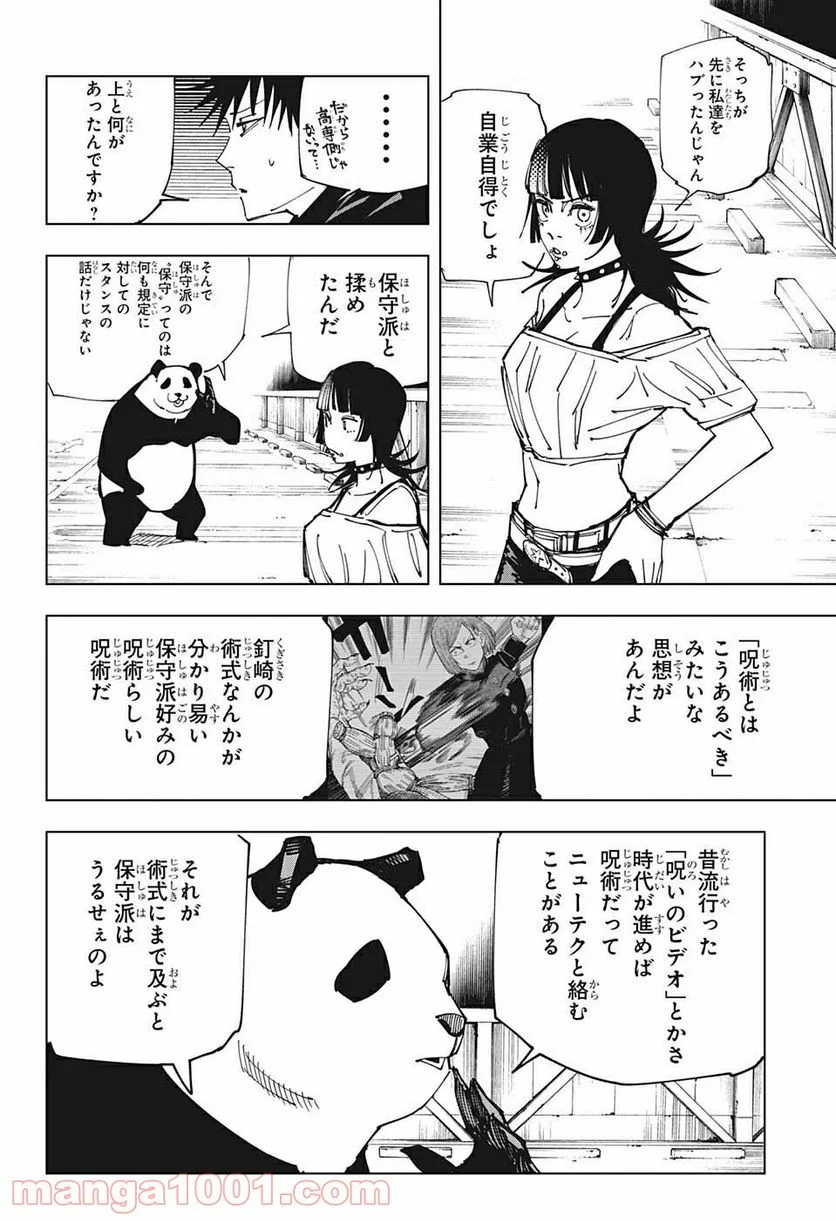 そっちが
先に私達を
ハブったんじゃん
自業自得でしょ
・・・・・・
だから
高専側じゃ
ないって…
上と何が
あったんですか？
保守派と
揉め
たんだ
そんで
保守派の
〝保守〟ってのは
何も規定に
対しての
スタンスの
話だけじゃない
「呪術とは
こうあるべき」
みたいな
思想が
あんだよ
釘崎の
術式なんかが
分かり易い
保守派好みの
呪術らしい
呪術だ
昔流行った
「呪いのビデオ」とかさ
時代が進めば
呪術だって
ニューテクと絡む
ことがある
それが
術式にまで及ぶと
保守派は
うるせぇのよ
manga1001.com